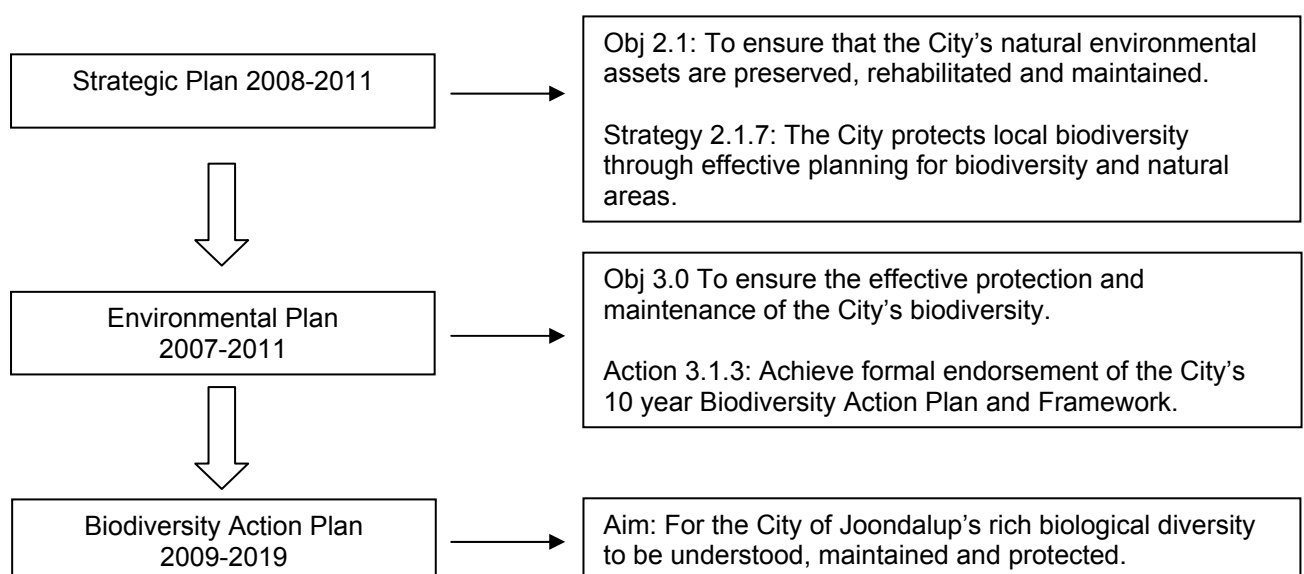 Strategic Plan 2008-2011
Obj 2.1: To ensure that the City’s natural environmental
assets are preserved, rehabilitated and maintained.
Strategy 2.1.7: The City protects local biodiversity
through effective planning for biodiversity and natural
areas.
Environmental Plan
2007-2011
Obj 3.0 To ensure the effective protection and
maintenance of the City’s biodiversity.
Action 3.1.3: Achieve formal endorsement of the City’s
10 year Biodiversity Action Plan and Framework.
Biodiversity Action Plan
2009-2019
Aim: For the City of Joondalup’s rich biological diversity
to be understood, maintained and protected.